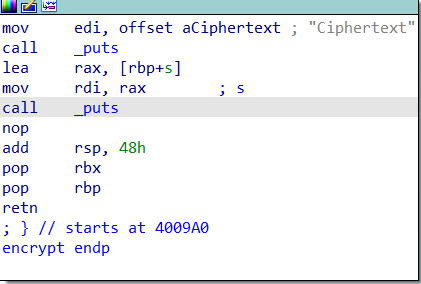 mov     edi, offset aCiphertext ; "Ciphertext"
call    _puts
lea     rax, [rbp+s]
mov     rdi, rax        ; s
call    _puts
nop
add     rsp, 48h
pop     rbx
pop     rbp
retn
; } // starts at 4009A0
encrypt endp